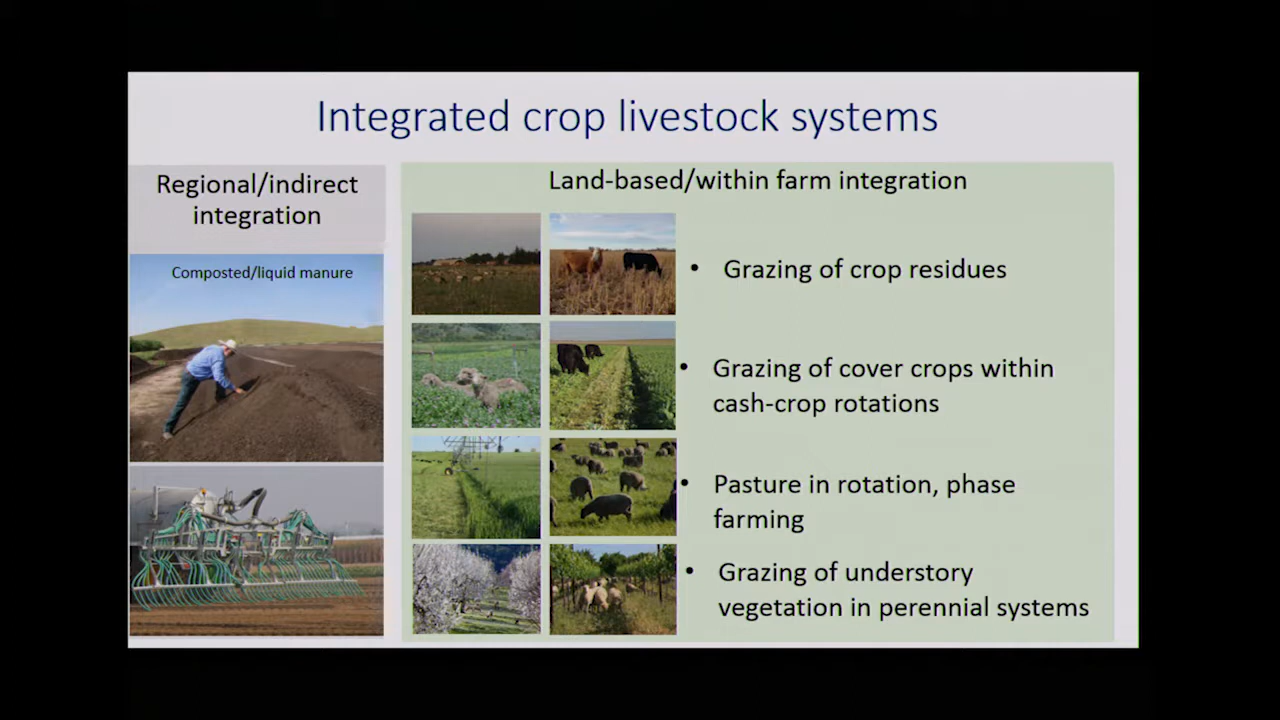 Integrated crop livestock systems
Regional/indirect
integration
Composted/liquid manure
Land-based/within farm integration
• Grazing of crop residues
• Grazing of cover crops within
cash-crop rotations
• Pasture in rotation, phase
farming
• Grazing of understory
vegetation in perennial systems